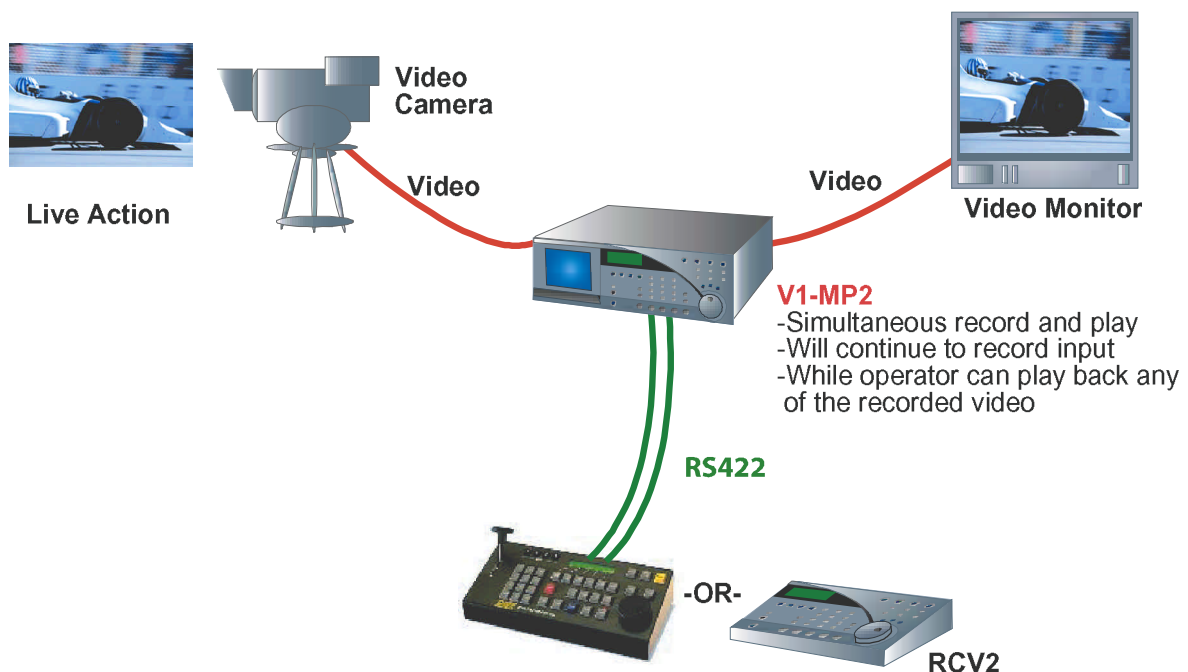 Live Action
Video
Camera
Video
Video
Video Monitor
V1-MP2
-Simultaneous record and play
-Will continue to record input
-While operator can play back any
of the recorded video
RS422
-OR-
RCV2